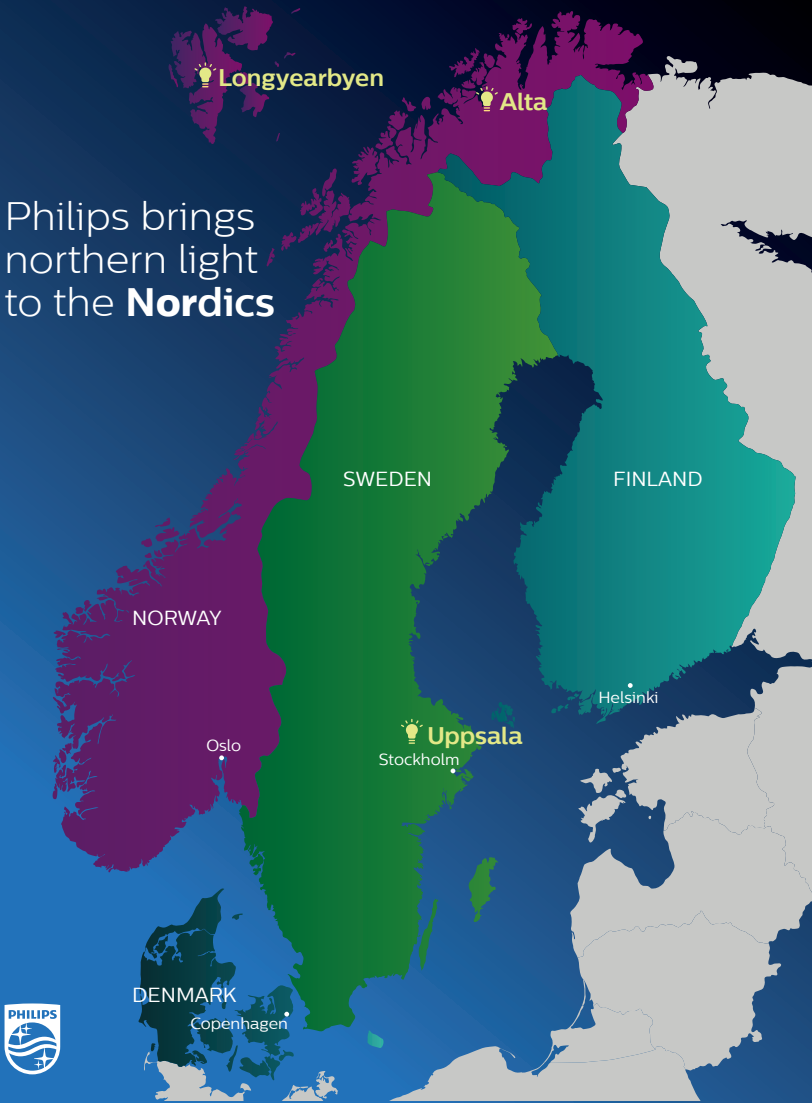 Longyearbyen
Alta
Philips brings
northern light
to the Nordics
SWEDEN
FINLAND
NORWAY
Helsinki
Uppsala
Oslo
Stockholm
DENMARK
Copenhagen
PHILIPS